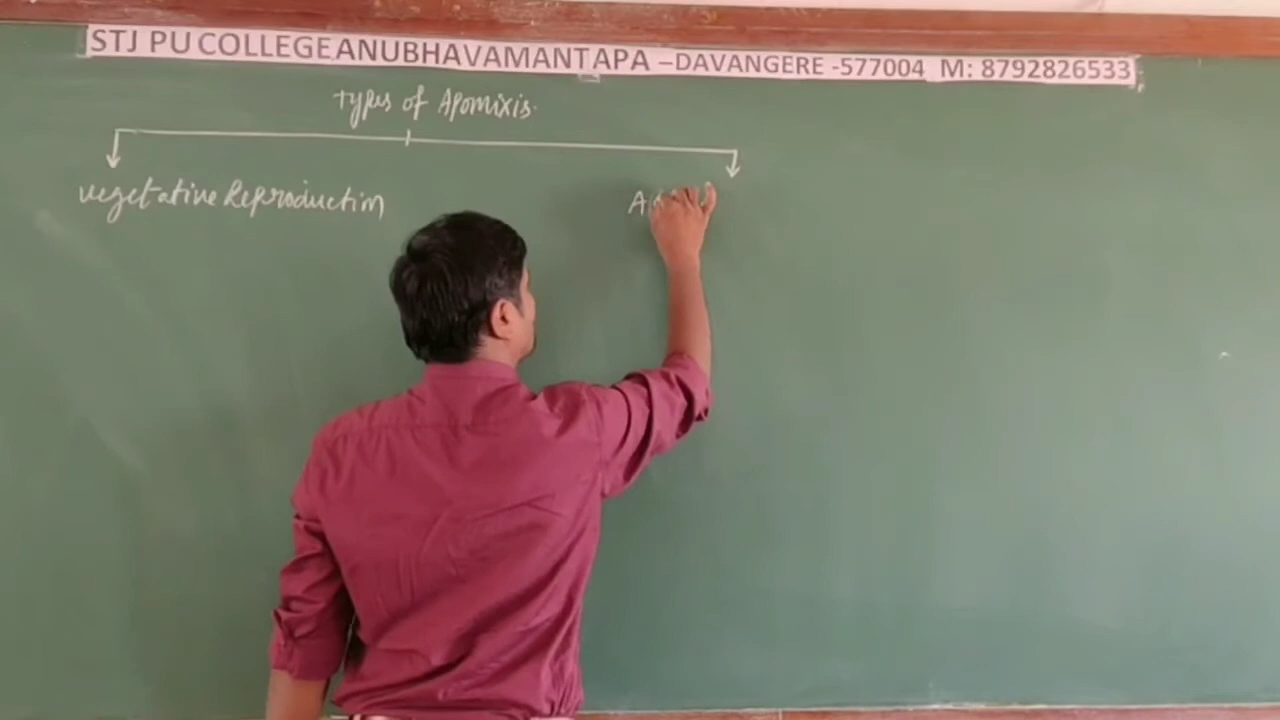 STJ PU COLLEGE ANUBHAVAMANTAPA –DAVANGERE -577004 M: 8792826533
Types of Apomixis.
vegetative Reproduction